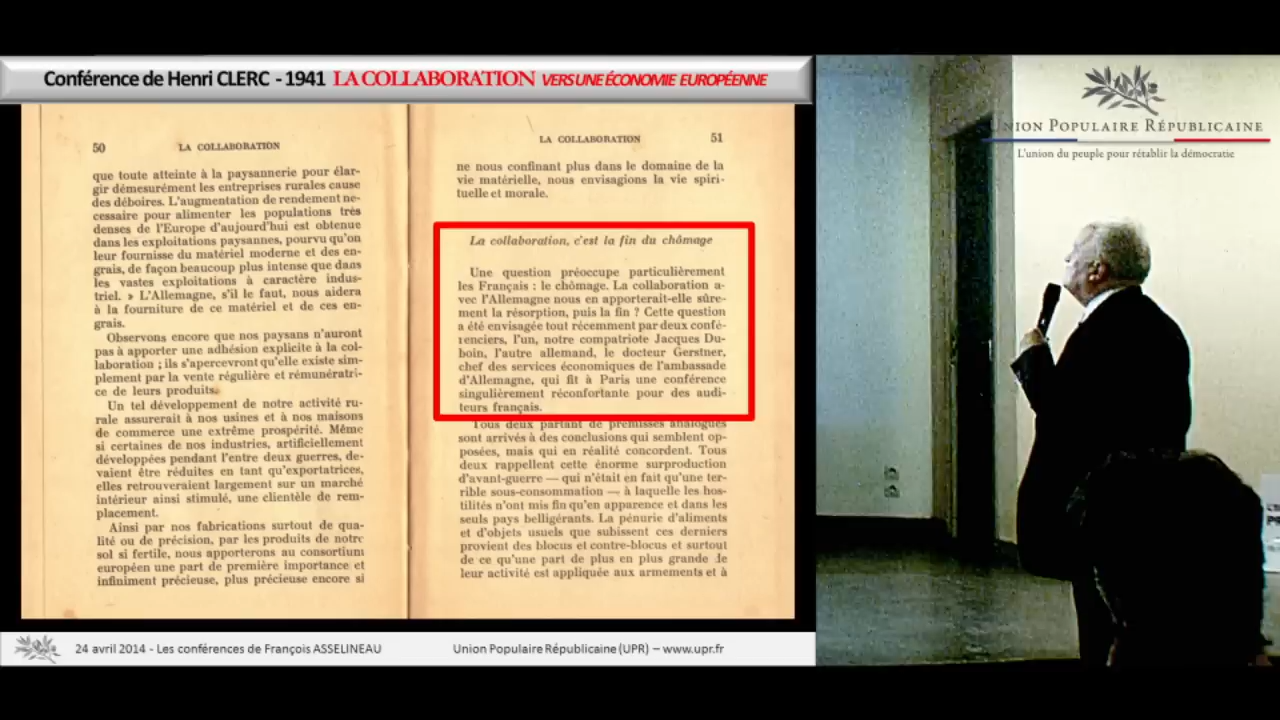 Conférence de Henri CLERC - 1941 LA COLLABORATION VERS UNE ÉCONOMIE EUROPÉENNE
50 LA COLLABORATION
que toute atteinte à la paysannerie pour élar-
gir démesurément les entreprises rurales cause
des déboires. L'augmentation de rendement né-
cessaire pour alimenter les populations très
denses de l'Europe d'aujourd'hui est obtenue
dans les exploitations paysannes, pourvu qu'on
leur fournisse du matériel moderne et des en-
grais, de façon beaucoup plus intense que dans
les vastes exploitations à caractère indus-
triel. » L'Allemagne, s'il le faut, nous aidera
à la fourniture de ce matériel et de ces en-
grais.
Observons encore que nos paysans n'auront
pas à apporter une adhésion explicite à la col-
laboration ; ils s'apercevront qu'elle existe sim-
plement par la vente régulière et rémunératri-
ce de leurs produits.
Un tel développement de notre activité ru-
rale assurerait à nos usines et à nos maisons
de commerce une extrême prospérité. Même
si certaines de nos industries, artificiellement
développées pendant l'entre deux guerres, de-
vaient être réduites en tant qu'exportatrices,
elles retrouveraient largement sur un marché
intérieur ainsi stimulé, une clientèle de rem-
placement.
Ainsi par nos fabrications surtout de qua-
lité ou de précision, par les produits de notre
sol si fertile, nous apporterons au consortium
européen une part de première importance et
infiniment précieuse, plus précieuse encore si
LA COLLABORATION 51
ne nous confinant plus dans le domaine de la
vie matérielle, nous envisagions la vie spiri-
tuelle et morale.
La collaboration, c'est la fin du chômage
Une question préoccupe particulièrement
les Français : le chômage. La collaboration a-
vec l'Allemagne nous en apporterait-elle sûre-
ment la résorption, puis la fin ? Cette question
a été envisagée tout récemment par deux confé-
renciers, l'un, notre compatriote Jacques Du-
boin, l'autre allemand, le docteur Gerstner,
chef des services économiques de l'ambassade
d'Allemagne, qui fit à Paris une conférence
singulièrement réconfortante pour des audi-
teurs français.
Tous deux partant de prémisses analogues
sont arrivés à des conclusions qui semblent op-
posées, mais qui en réalité concordent. Tous
deux rappellent cette énorme surproduction
d'avant-guerre — qui n'était en fait qu'une ter-
rible sous-consommation — à laquelle les hos-
tilités n'ont mis fin qu'en apparence et dans les
seuls pays belligérants. La pénurie d'aliments
et d'objets usuels que subissent ces derniers
provient des blocus et contre-blocus et surtout
de ce qu'une part de plus en plus grande de
leur activité est appliquée aux armements et à
24 avril 2014 - Les conférences de François ASSELINEAU
Union Populaire Républicaine (UPR) – www.upr.fr
UNION POPULAIRE RÉPUBLICAINE
L'union du peuple pour rétablir la démocratie